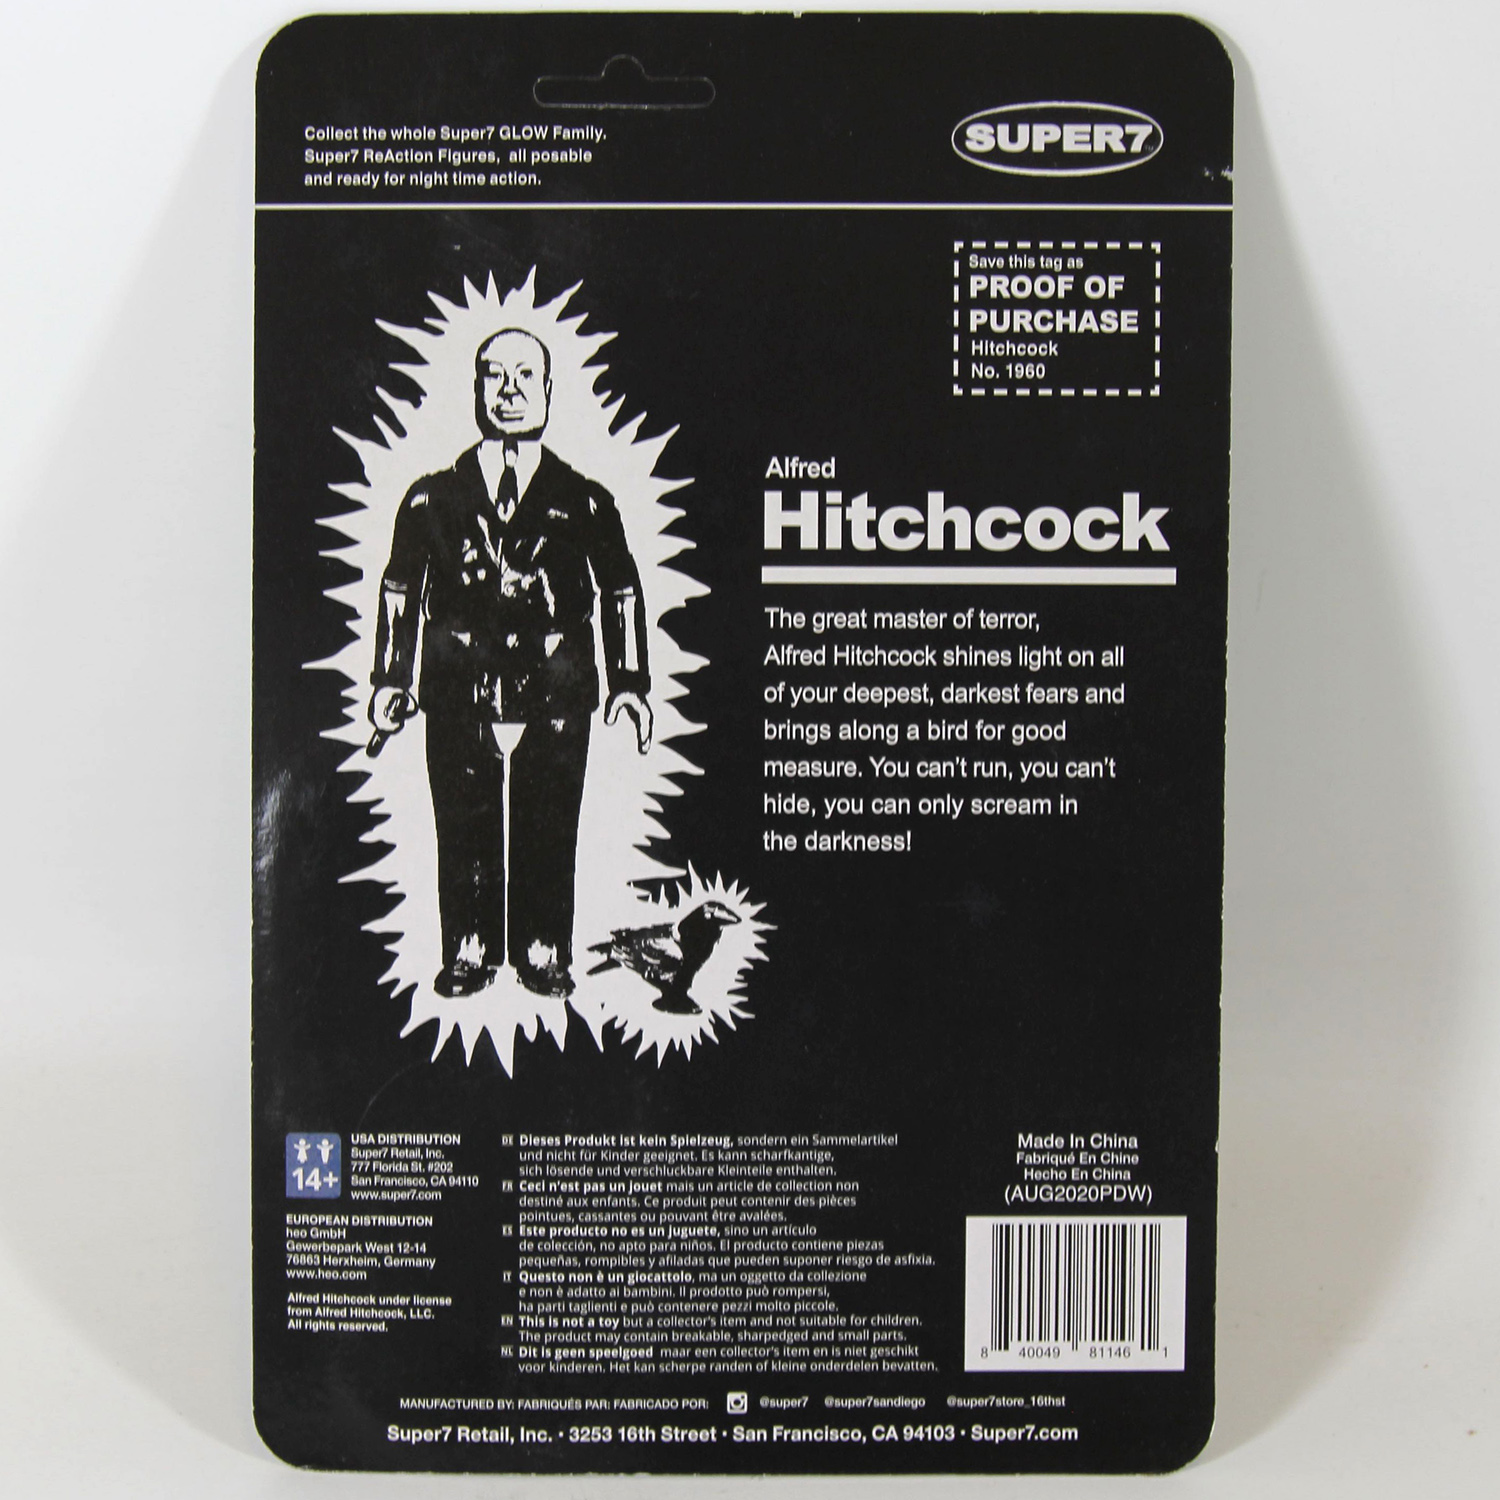 Collect the whole Super7 GLOW Family.
Super7 ReAction Figures, all posable
and ready for night time action.
SUPER7
Save this tag as
PROOF OF
PURCHASE
Hitchcock
No. 1960
Alfred
Hitchcock
The great master of terror,
Alfred Hitchcock shines light on all
of your deepest, darkest fears and
brings along a bird for good
measure. You can't run, you can't
hide, you can only scream in
the darkness!
14+
USA DISTRIBUTION
Super7 Retail, Inc.
777 Florida St. #202
San Francisco, CA 94110
www.super7.com
EUROPEAN DISTRIBUTION
heo GmbH
Gewerbepark West 12-14
76863 Herxheim, Germany
www.heo.com
Alfred Hitchcock under license
from Alfred Hitchcock, LLC.
All rights reserved.
DE Dieses Produkt ist kein Spielzeug, sondern ein Sammelartikel
und nicht für Kinder geeignet. Es kann scharfkantige,
sich lösende und verschluckbare Kleinteile enthalten.
FR Ceci n'est pas un jouet mais un article de collection non
destiné aux enfants. Ce produit peut contenir des pièces
pointues, cassantes ou pouvant être avalées.
ES Este producto no es un juguete, sino un artículo
de colección, no apto para niños. El producto contiene piezas
pequeñas, rompibles y afiladas que pueden suponer riesgo de asfixia.
IT Questo non è un giocattolo, ma un oggetto da collezione
e non è adatto ai bambini. Il prodotto può rompersi,
ha parti taglienti e può contenere pezzi molto piccole.
EN This is not a toy but a collector's item and not suitable for children.
The product may contain breakable, sharpedged and small parts.
NL Dit is geen speelgoed maar een collector's item en is niet geschikt
voor kinderen. Het kan scherpe randen of kleine onderdelen bevatten.
Made In China
Fabriqué En Chine
Hecho En China
(AUG2020PDW)
8 40049 81146 1
MANUFACTURED BY: FABRIQUÉS PAR: FABRICADO POR: @super7 @super7sandiego @super7store_16thst
Super7 Retail, Inc. • 3253 16th Street • San Francisco, CA 94103 • Super7.com